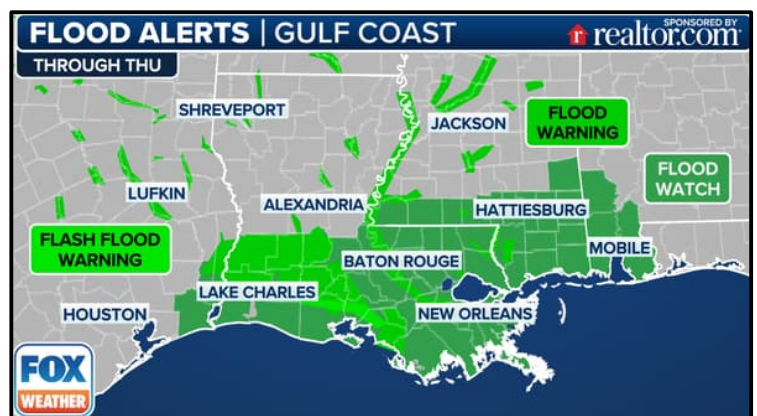 FLOOD ALERTS | GULF COAST
SPONSORED BY
realtor.com
THROUGH THU
SHREVEPORT
JACKSON
FLOOD
WARNING
LUFKIN
FLOOD
WATCH
ALEXANDRIA
HATTIESBURG
FLASH FLOOD
WARNING
BATON ROUGE
MOBILE
LAKE CHARLES
HOUSTON
NEW ORLEANS
FOX
WEATHER